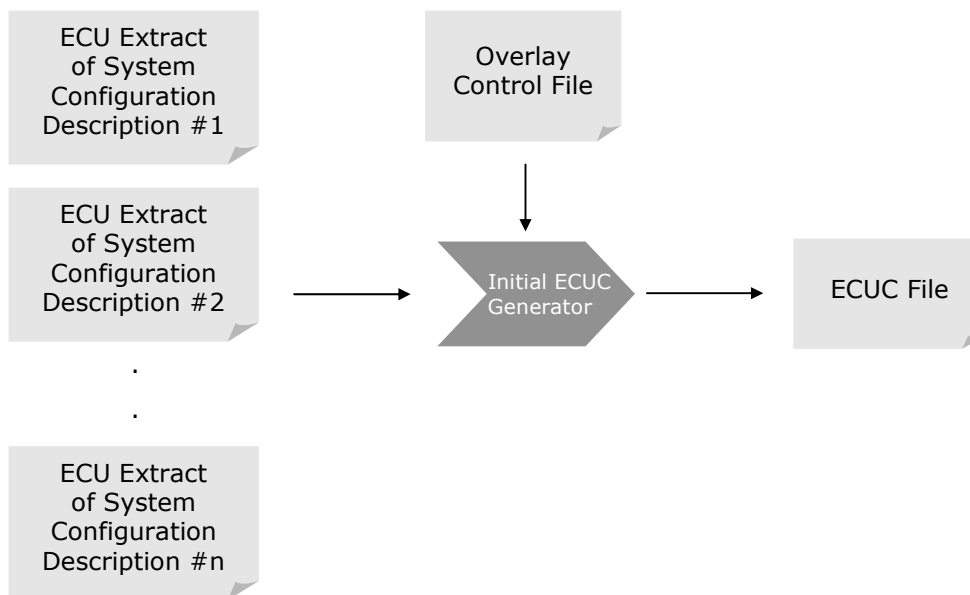 ECU Extract
of System
Configuration
Description #1
Overlay
Control File
ECU Extract
of System
Configuration
Description #2
Initial ECUC
Generator
ECUC File
.
.
ECU Extract
of System
Configuration
Description #n